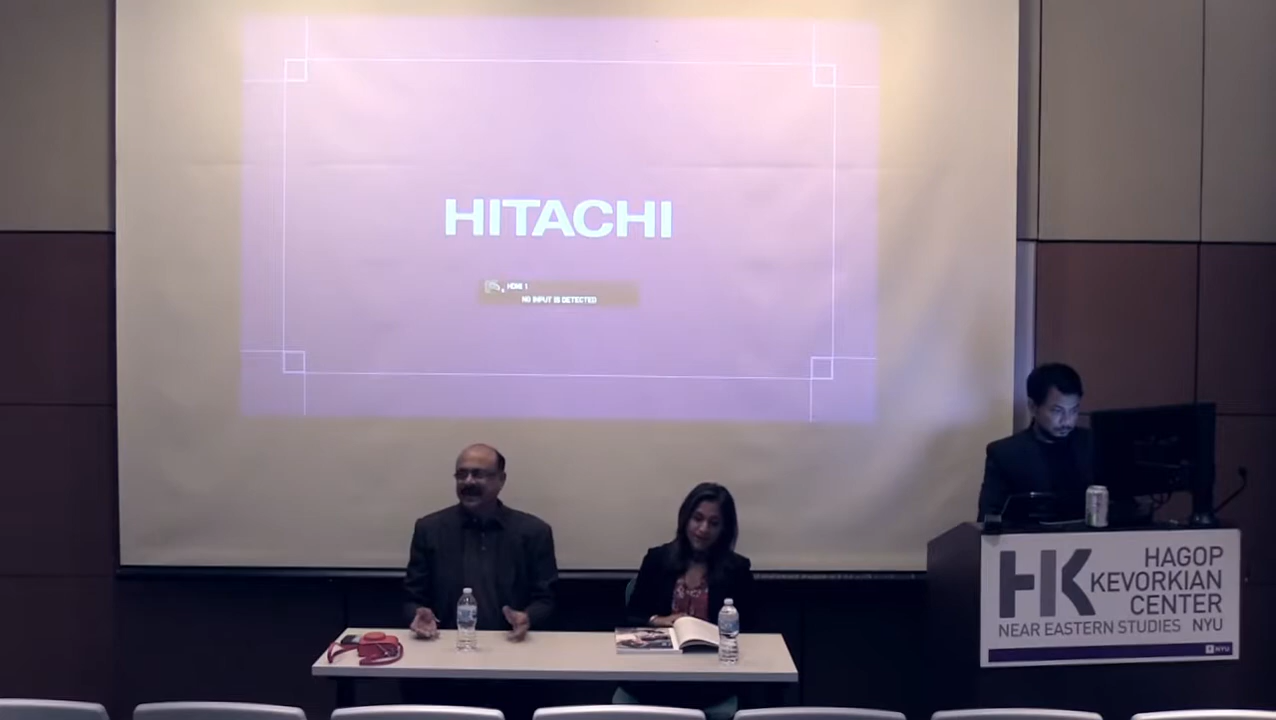 HITACHI
HDMI 1
NO INPUT IS DETECTED
HK
HAGOP
KEVORKIAN
CENTER
NEAR EASTERN STUDIES NYU
NYU